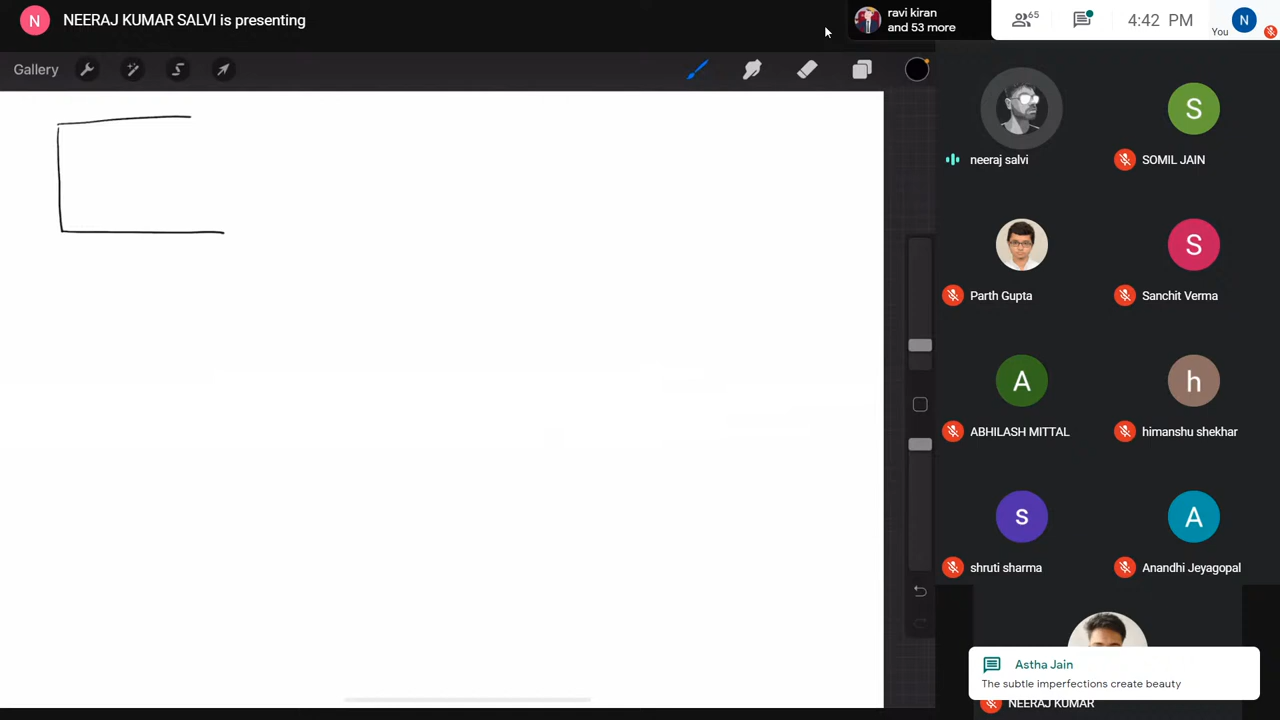 N NEERAJ KUMAR SALVI is presenting
ravi kiran
and 53 more
65
4:42 PM
You
N
Gallery
neeraj salvi
S
SOMIL JAIN
Parth Gupta
S
Sanchit Verma
A
ABHILASH MITTAL
h
himanshu shekhar
s
shruti sharma
A
Anandhi Jeyagopal
Astha Jain
The subtle imperfections create beauty
NEERAJ KUMAR